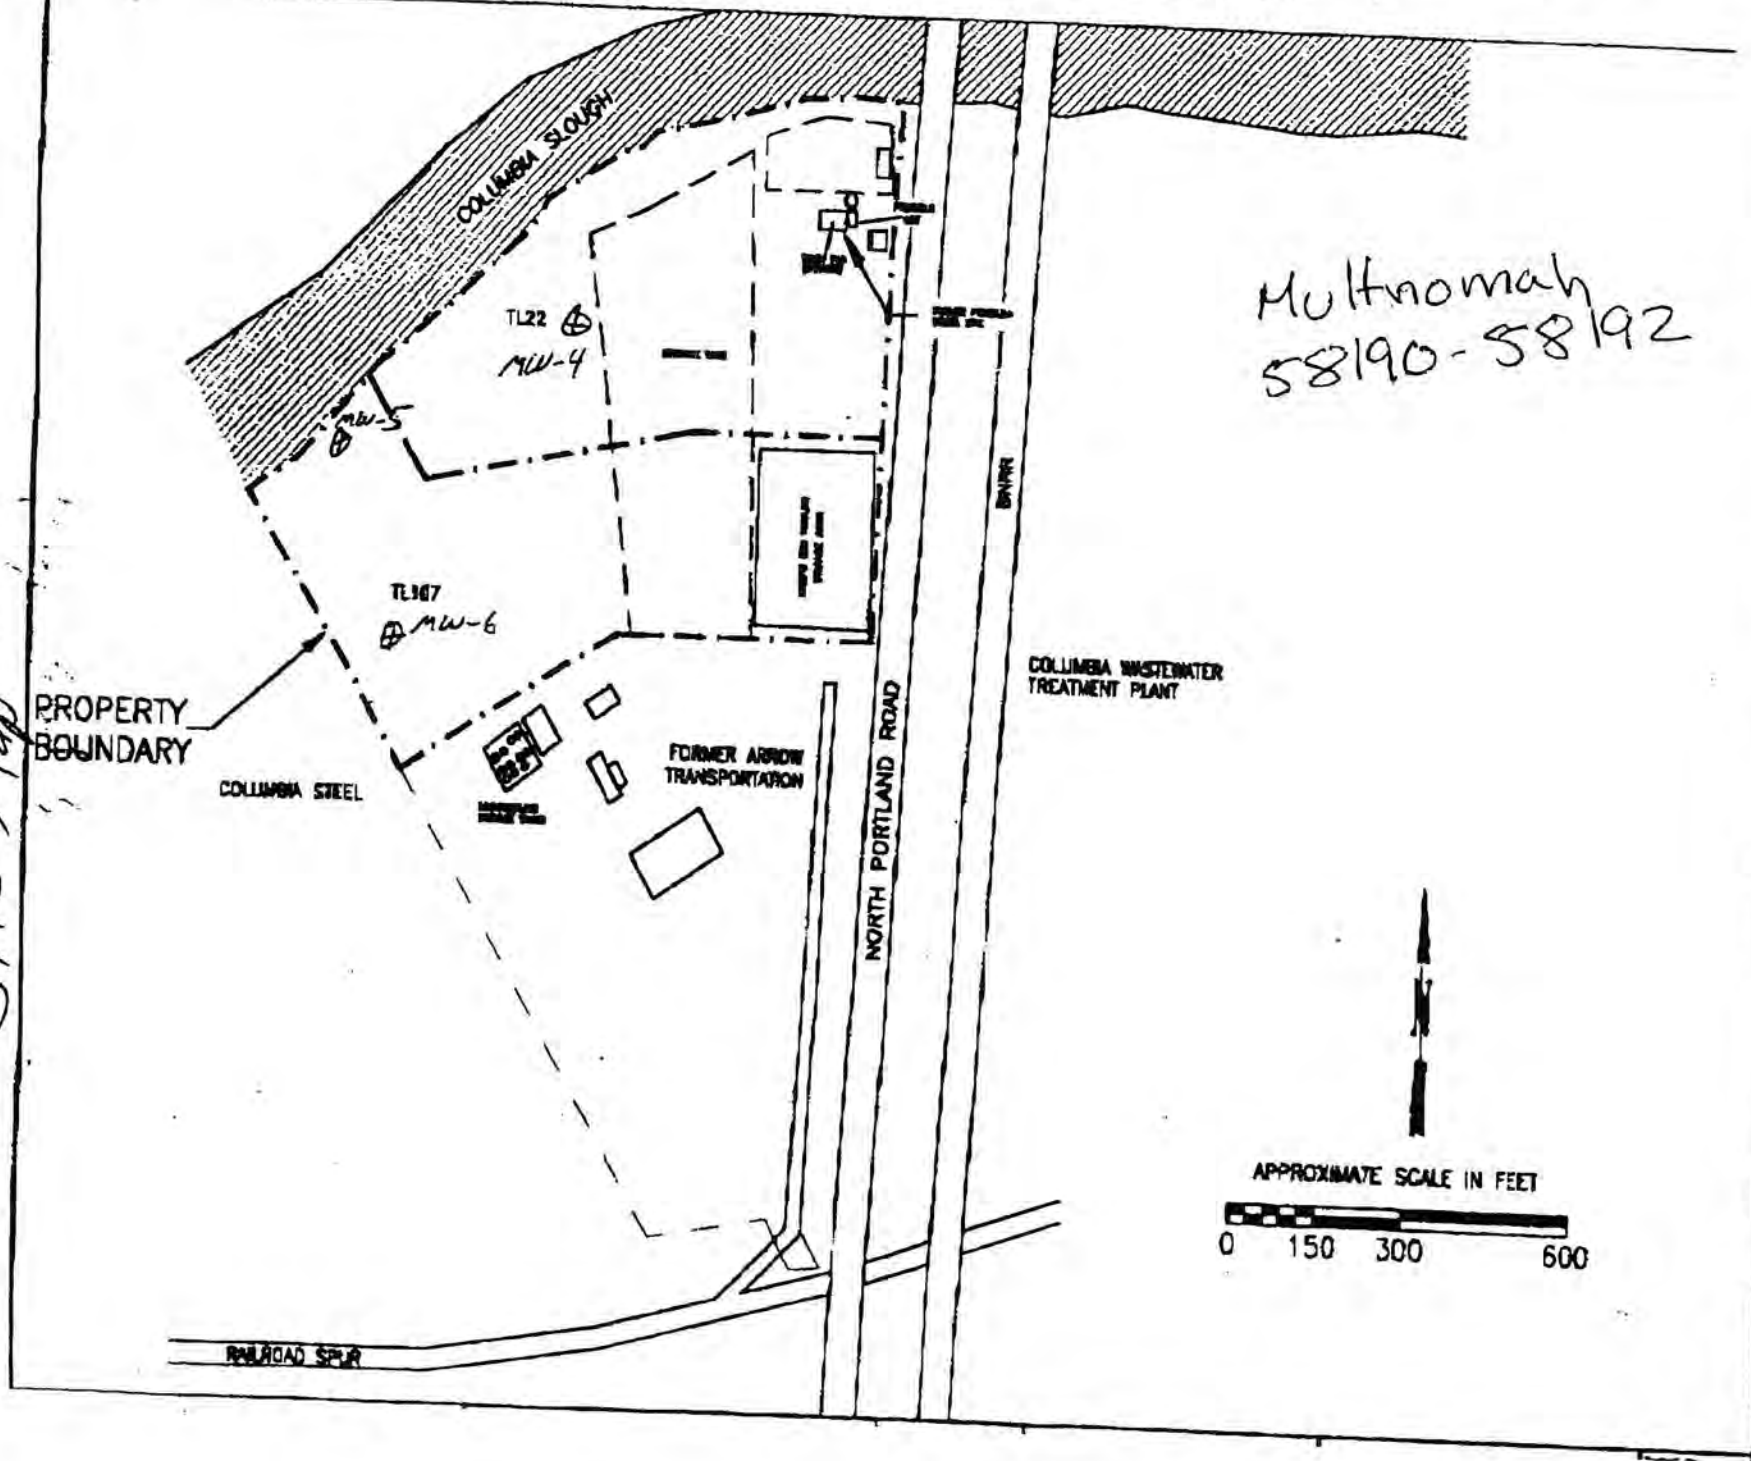 COLUMBIA SLOUGH
Multnomah
58190-58192
TL22
MW-4
MW-5
BNRR
MW-6
PROPERTY
BOUNDARY
COLUMBIA STEEL
FORMER ARROW
TRANSPORTATION
NORTH PORTLAND ROAD
COLUMBIA WASTEWATER
TREATMENT PLANT
N
APPROXIMATE SCALE IN FEET
0 150 300 600
RAILROAD SPUR